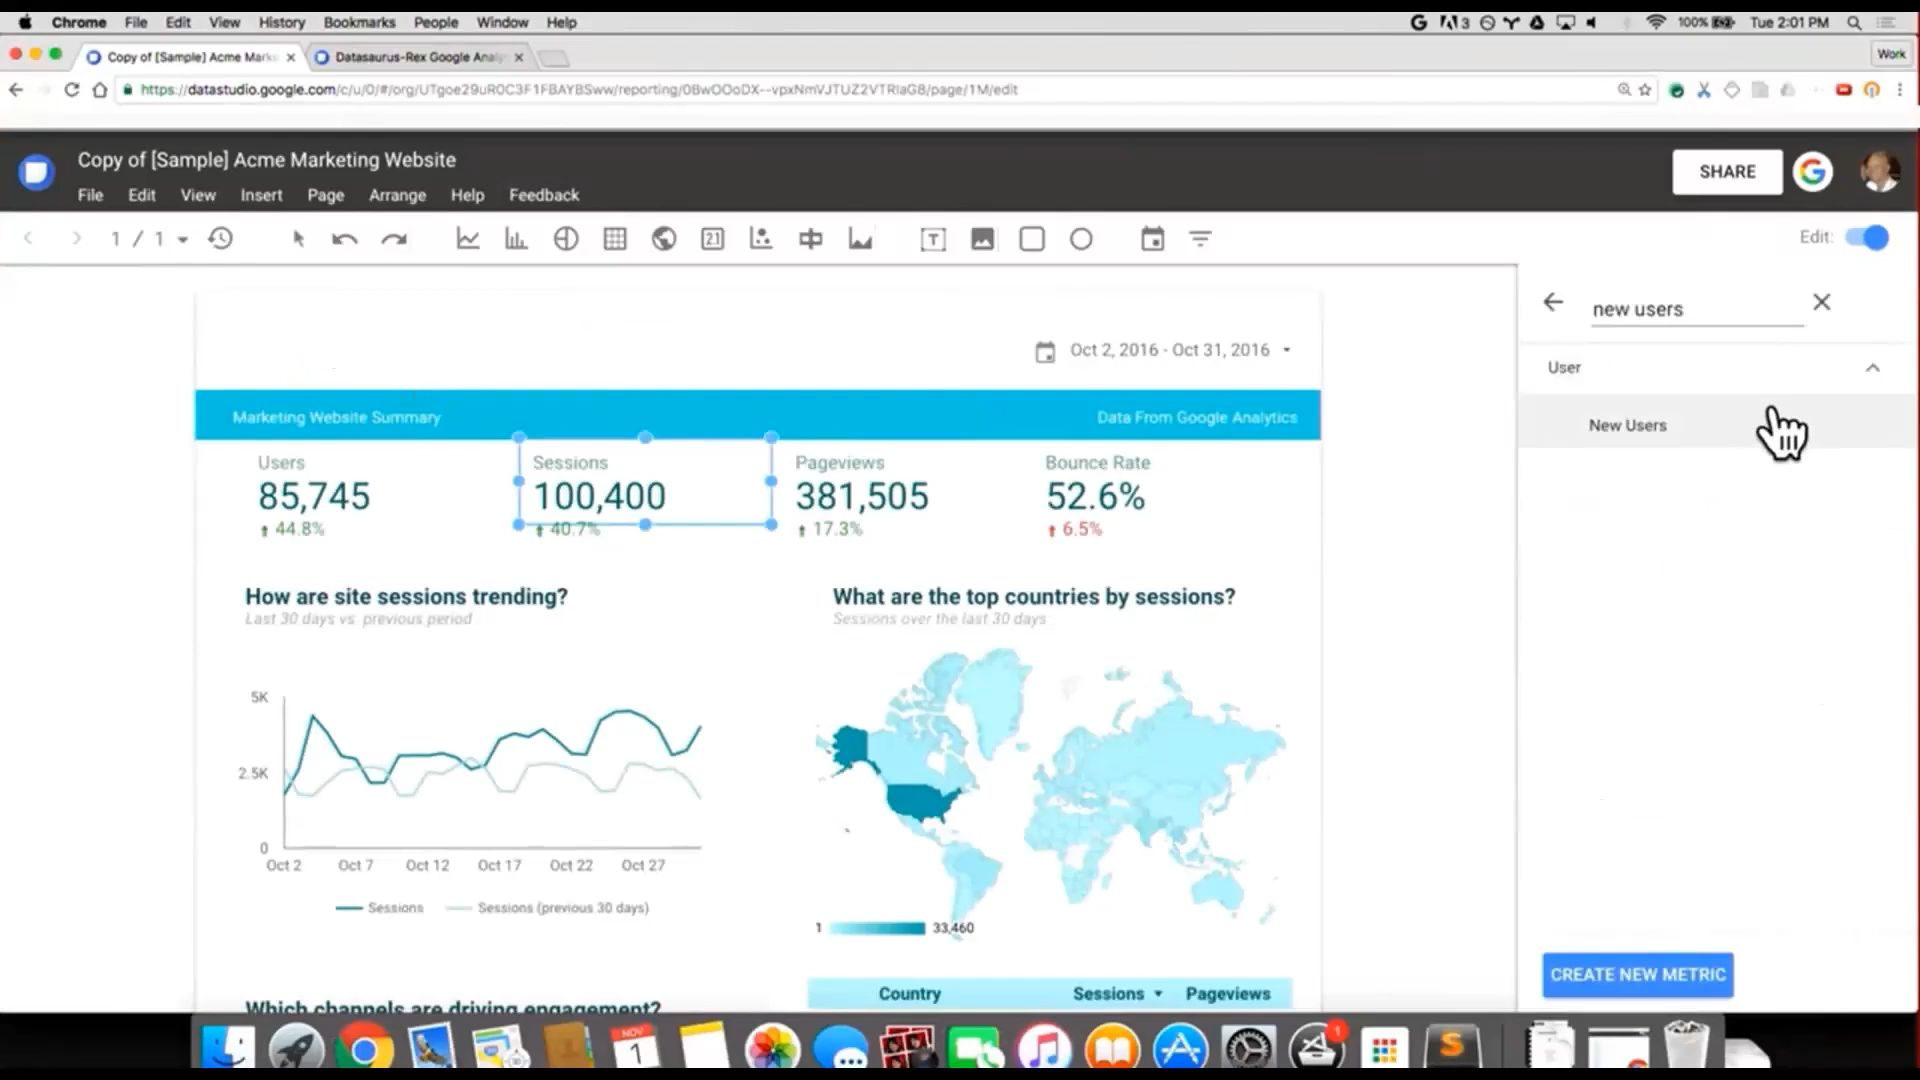 Chrome File Edit View History Bookmarks People Window Help 3 100% Tue 2:01 PM
Copy of [Sample] Acme Mark Datasaurus-Rex Google Analy Work
https://datastudio.google.com/c/u/0/#/org/UTgoe29uR0C3F1FBAYBSww/reporting/0BwOOoDX--vpxNmVJTUZ2VTRIaG8/page/1M/edit
Copy of [Sample] Acme Marketing Website
File Edit View Insert Page Arrange Help Feedback
SHARE
1 / 1
21
T
Edit:
new users
User
New Users
CREATE NEW METRIC
Oct 2, 2016 - Oct 31, 2016
Marketing Website Summary Data From Google Analytics
Users Sessions Pageviews Bounce Rate
85,745 100,400 381,505 52.6%
44.8% 40.7% 17.3% 6.5%
How are site sessions trending?
Last 30 days vs. previous period
5K
2.5K
0
Oct 2 Oct 7 Oct 12 Oct 17 Oct 22 Oct 27
Sessions Sessions (previous 30 days)
What are the top countries by sessions?
Sessions over the last 30 days
1 33,460
Country Sessions Pageviews
Which channels are driving engagement?
NOV
1
1
S